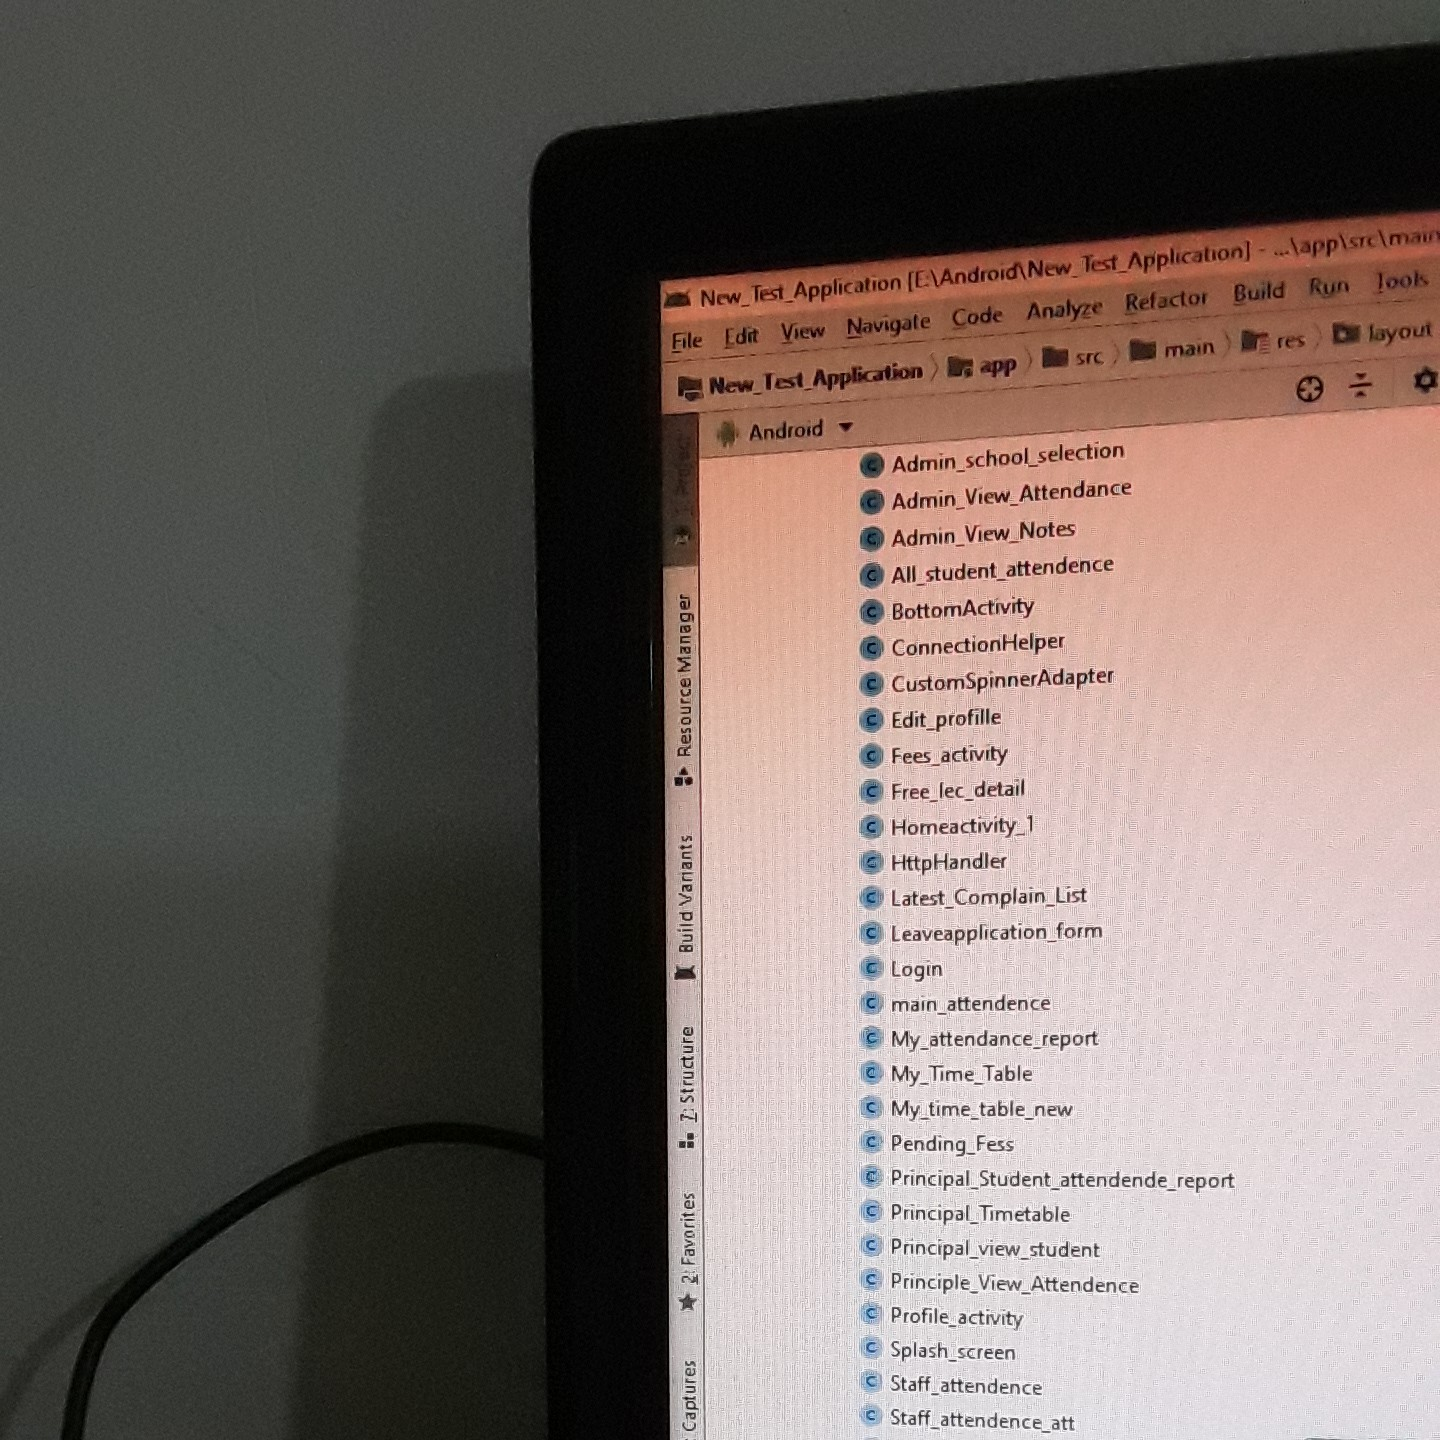 New_Test_Application [E:\Android\New_Test_Application] - ...\app\src\main
File Edit View Navigate Code Analyze Refactor Build Run Tools
New_Test_Application app src main res layout
Android
1: Project
Resource Manager
Build Variants
7: Structure
2: Favorites
Captures
Admin_school_selection
Admin_View_Attendance
Admin_View_Notes
All_student_attendence
BottomActivity
ConnectionHelper
CustomSpinnerAdapter
Edit_profille
Fees_activity
Free_lec_detail
Homeactivity_1
HttpHandler
Latest_Complain_List
Leaveapplication_form
Login
main_attendence
My_attendance_report
My_Time_Table
My_time_table_new
Pending_Fess
Principal_Student_attendende_report
Principal_Timetable
Principal_view_student
Principle_View_Attendence
Profile_activity
Splash_screen
Staff_attendence
Staff_attendence_att